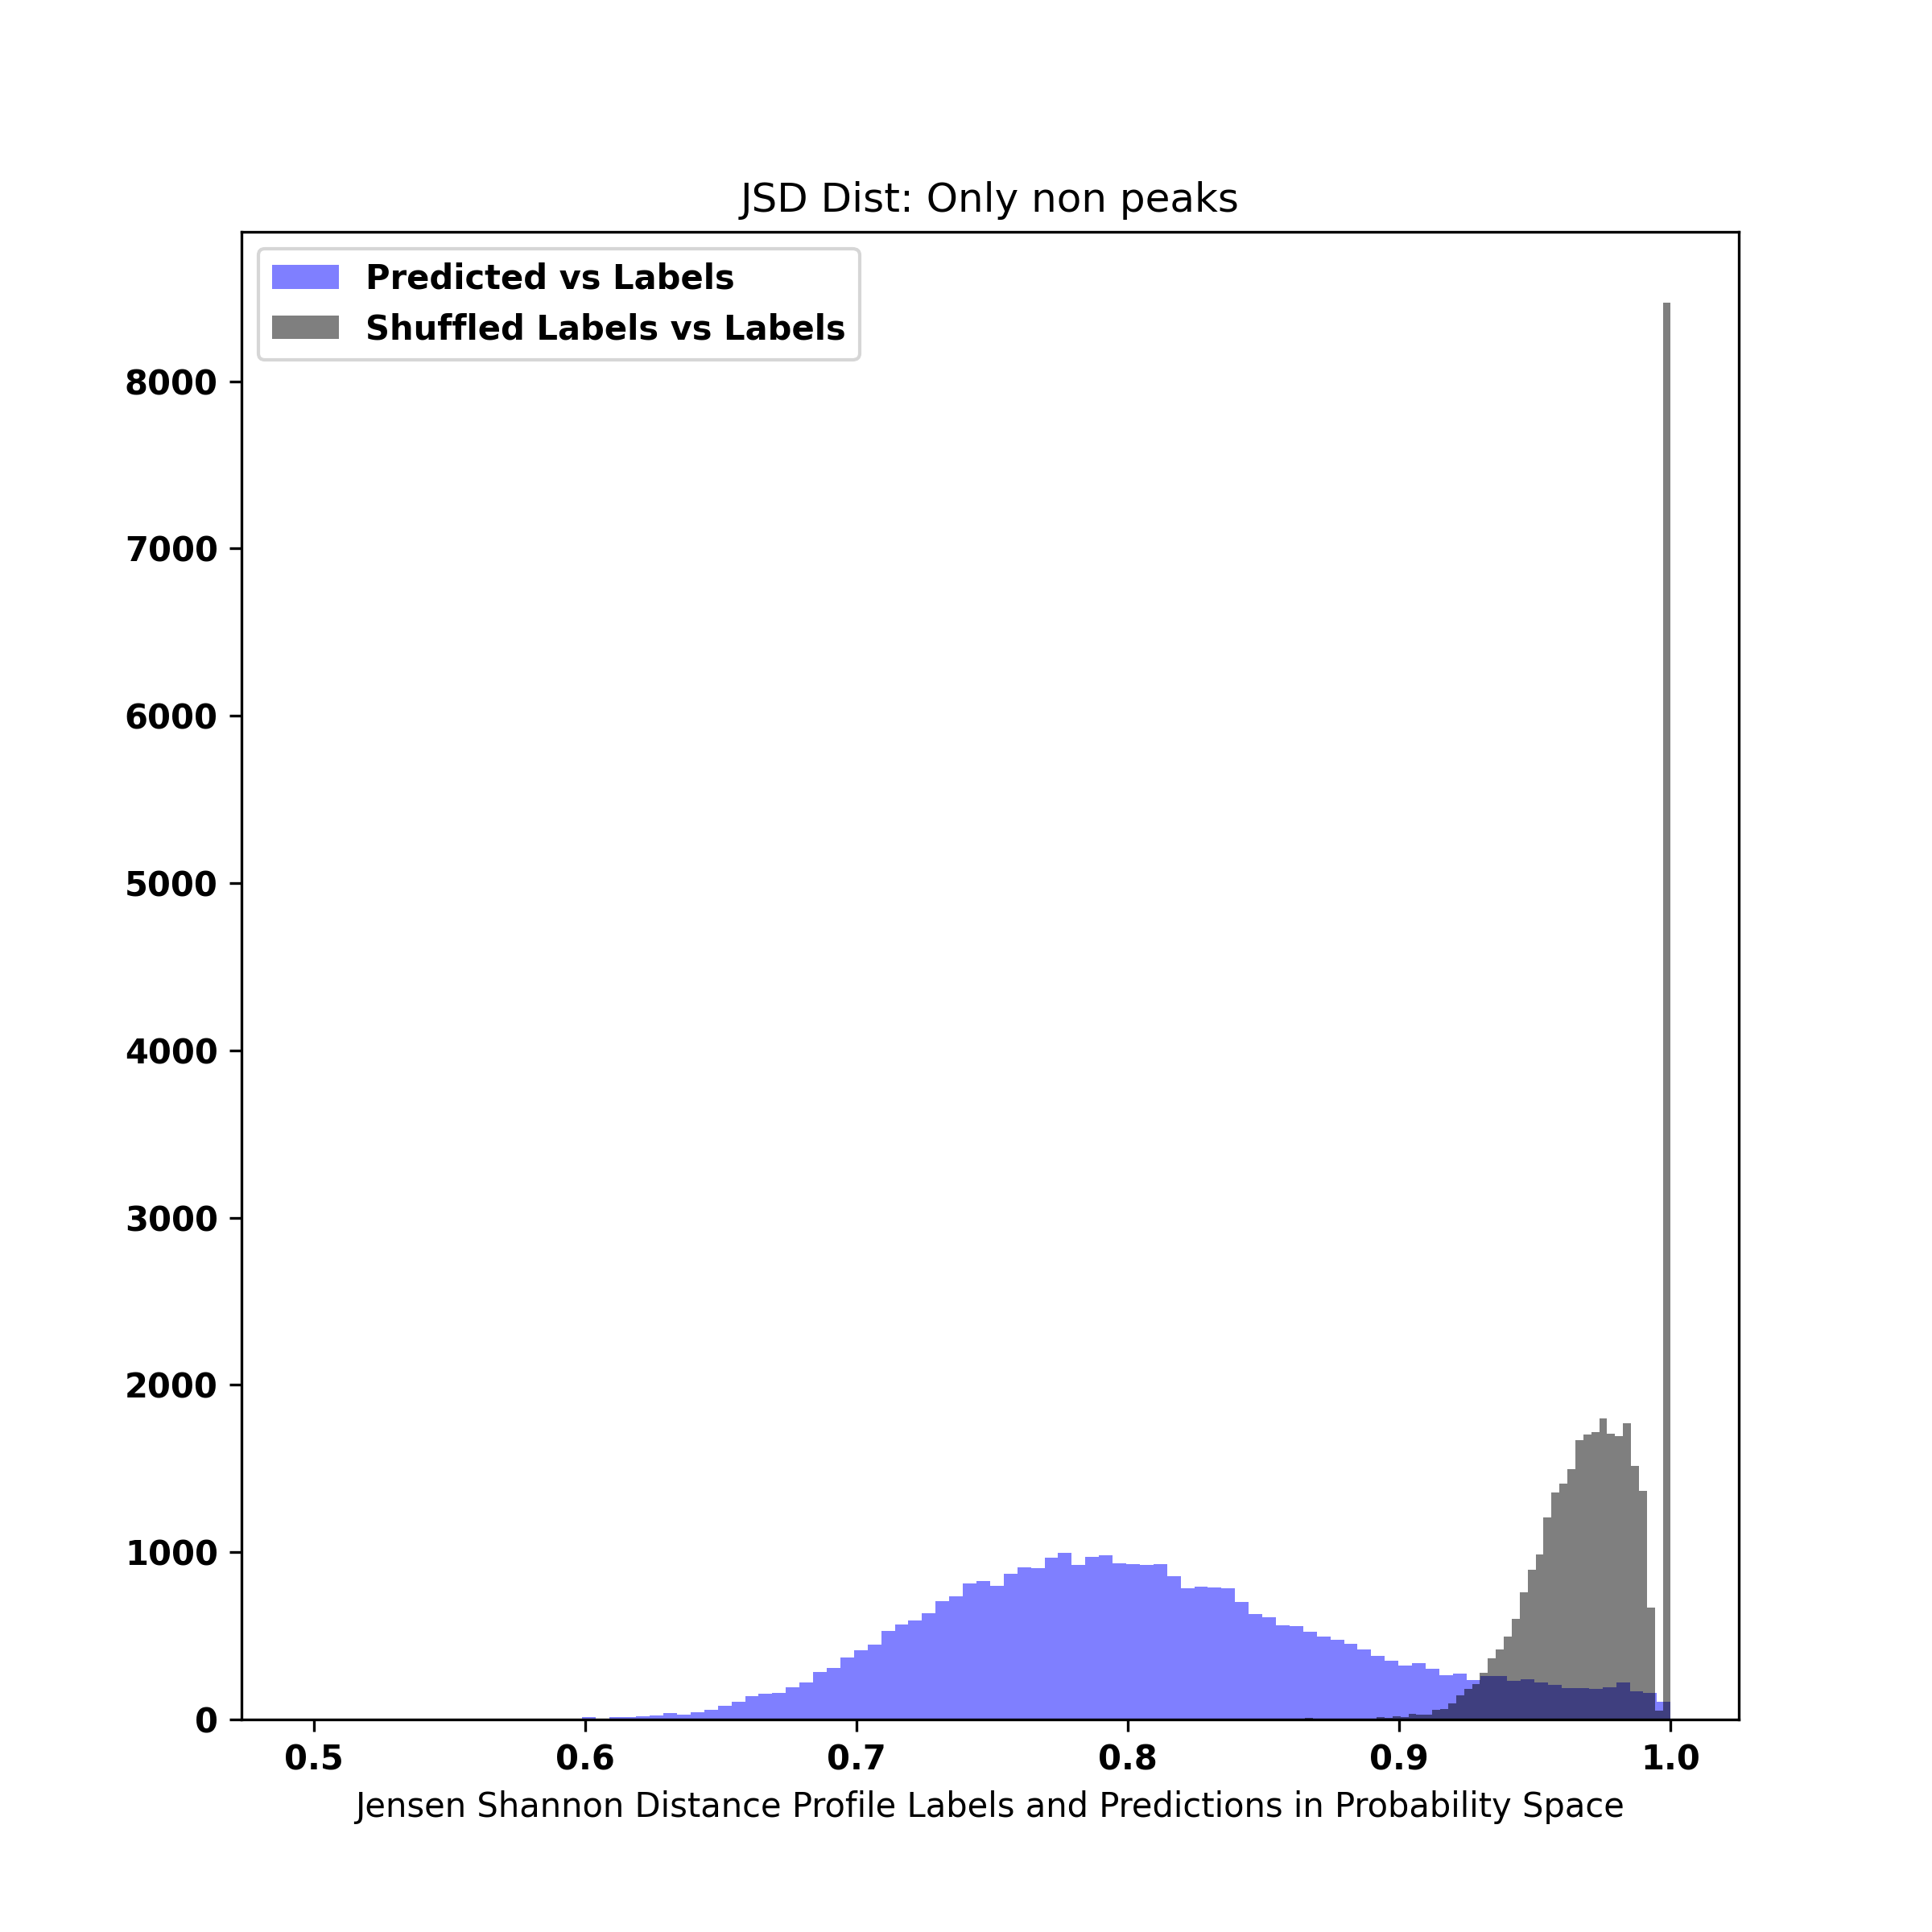 JSD Dist: Only non peaks
Predicted vs Labels
Shuffled Labels vs Labels
8000
7000
6000
5000
4000
3000
2000
1000
0
0.5 0.6 0.7 0.8 0.9 1.0
Jensen Shannon Distance Profile Labels and Predictions in Probability Space